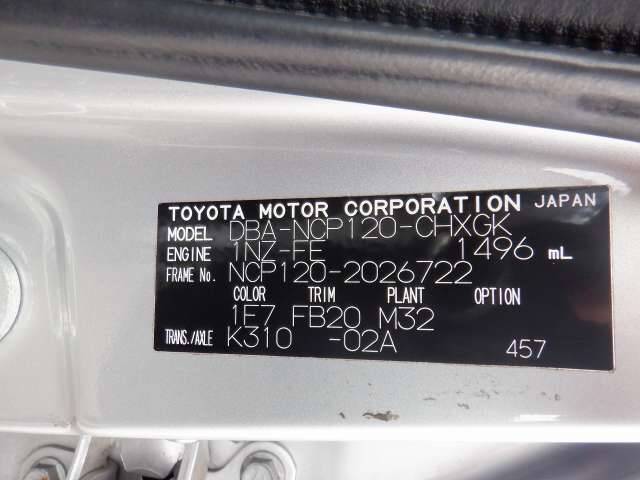 TOYOTA MOTOR CORPORATION JAPAN
MODEL DBA-NCP120-CHXGK
ENGINE 1NZ-FE 1496 mL
FRAME No. NCP120-2026722
COLOR TRIM PLANT OPTION
1F7 FB20 M32
TRANS./AXLE K310 -02A
457